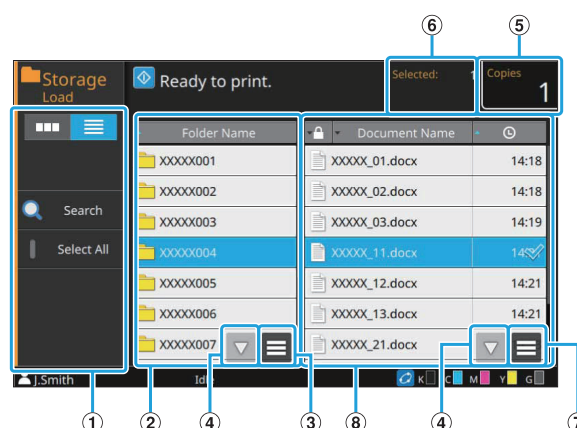 ⑥ ⑤
Storage
Load
Ready to print.
Selected: 1
Copies
1
Folder Name
Document Name
XXXXX001
XXXXX_01.docx 14:18
XXXXX002
XXXXX_02.docx 14:18
Search
XXXXX003
XXXXX_03.docx 14:19
Select All
XXXXX004
XXXXX_11.docx
XXXXX005
XXXXX_12.docx 14:21
XXXXX006
XXXXX_13.docx 14:21
XXXXX007
XXXXX_21.docx
J.Smith
K C M Y G
① ② ④ ③ ⑧ ④ ⑦